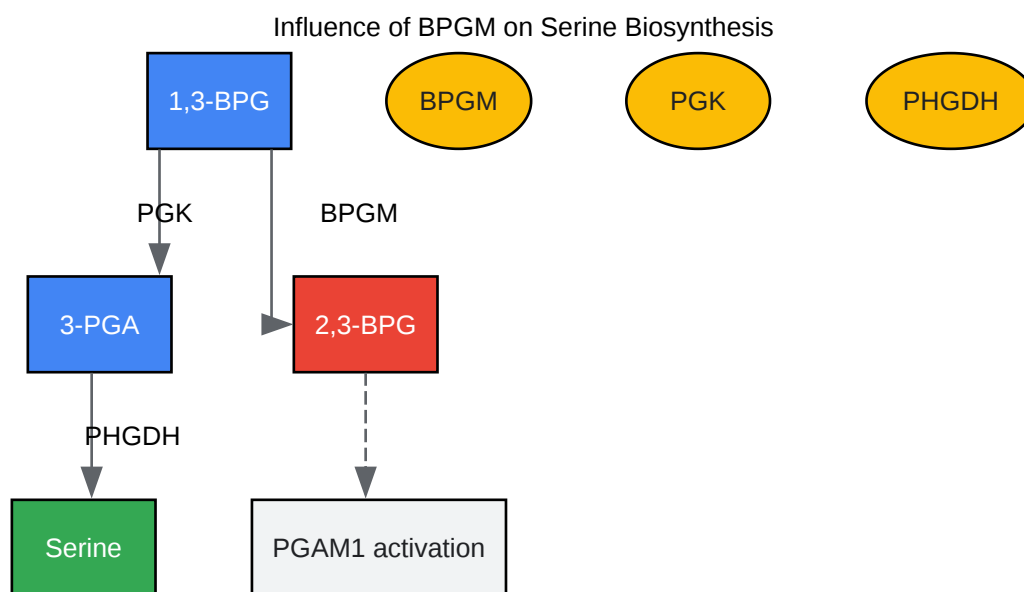 Influence of BPGM on Serine Biosynthesis
1,3-BPG
BPGM
PGK
PHGDH
PGK
BPGM
3-PGA
2,3-BPG
PHGDH
Serine
PGAM1 activation